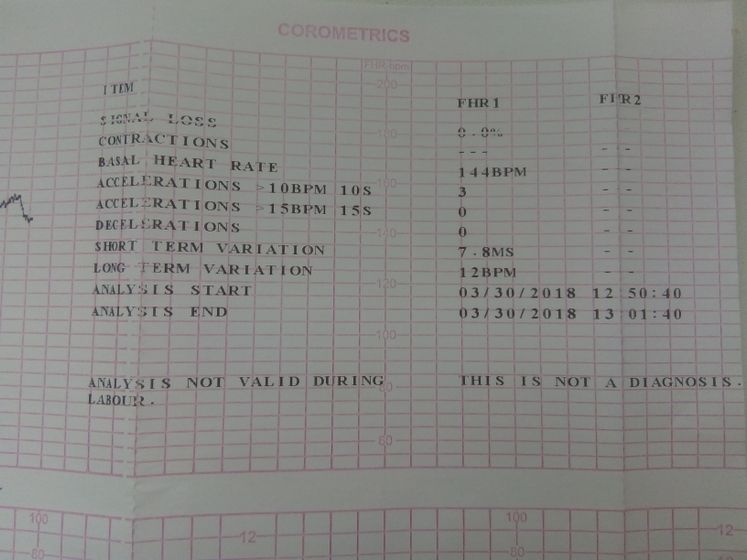 COROMETRICS
FHR bpm
200
ITEM FHR1 FHR2
SIGNAL LOSS 0.0%
180
CONTRACTIONS --- --
BASAL HEART RATE 144BPM --
ACCELERATIONS >10BPM 10S 3 --
160
ACCELERATIONS >15BPM 15S 0 --
DECELERATIONS 0 --
140
SHORT TERM VARIATION 7.8MS --
LONG TERM VARIATION 12BPM --
120
ANALYSIS START 03/30/2018 12:50:40
ANALYSIS END 03/30/2018 13:01:40
100
ANALYSIS NOT VALID DURING THIS IS NOT A DIAGNOSIS.
80
LABOUR.
60
100 12 100 12
80 80